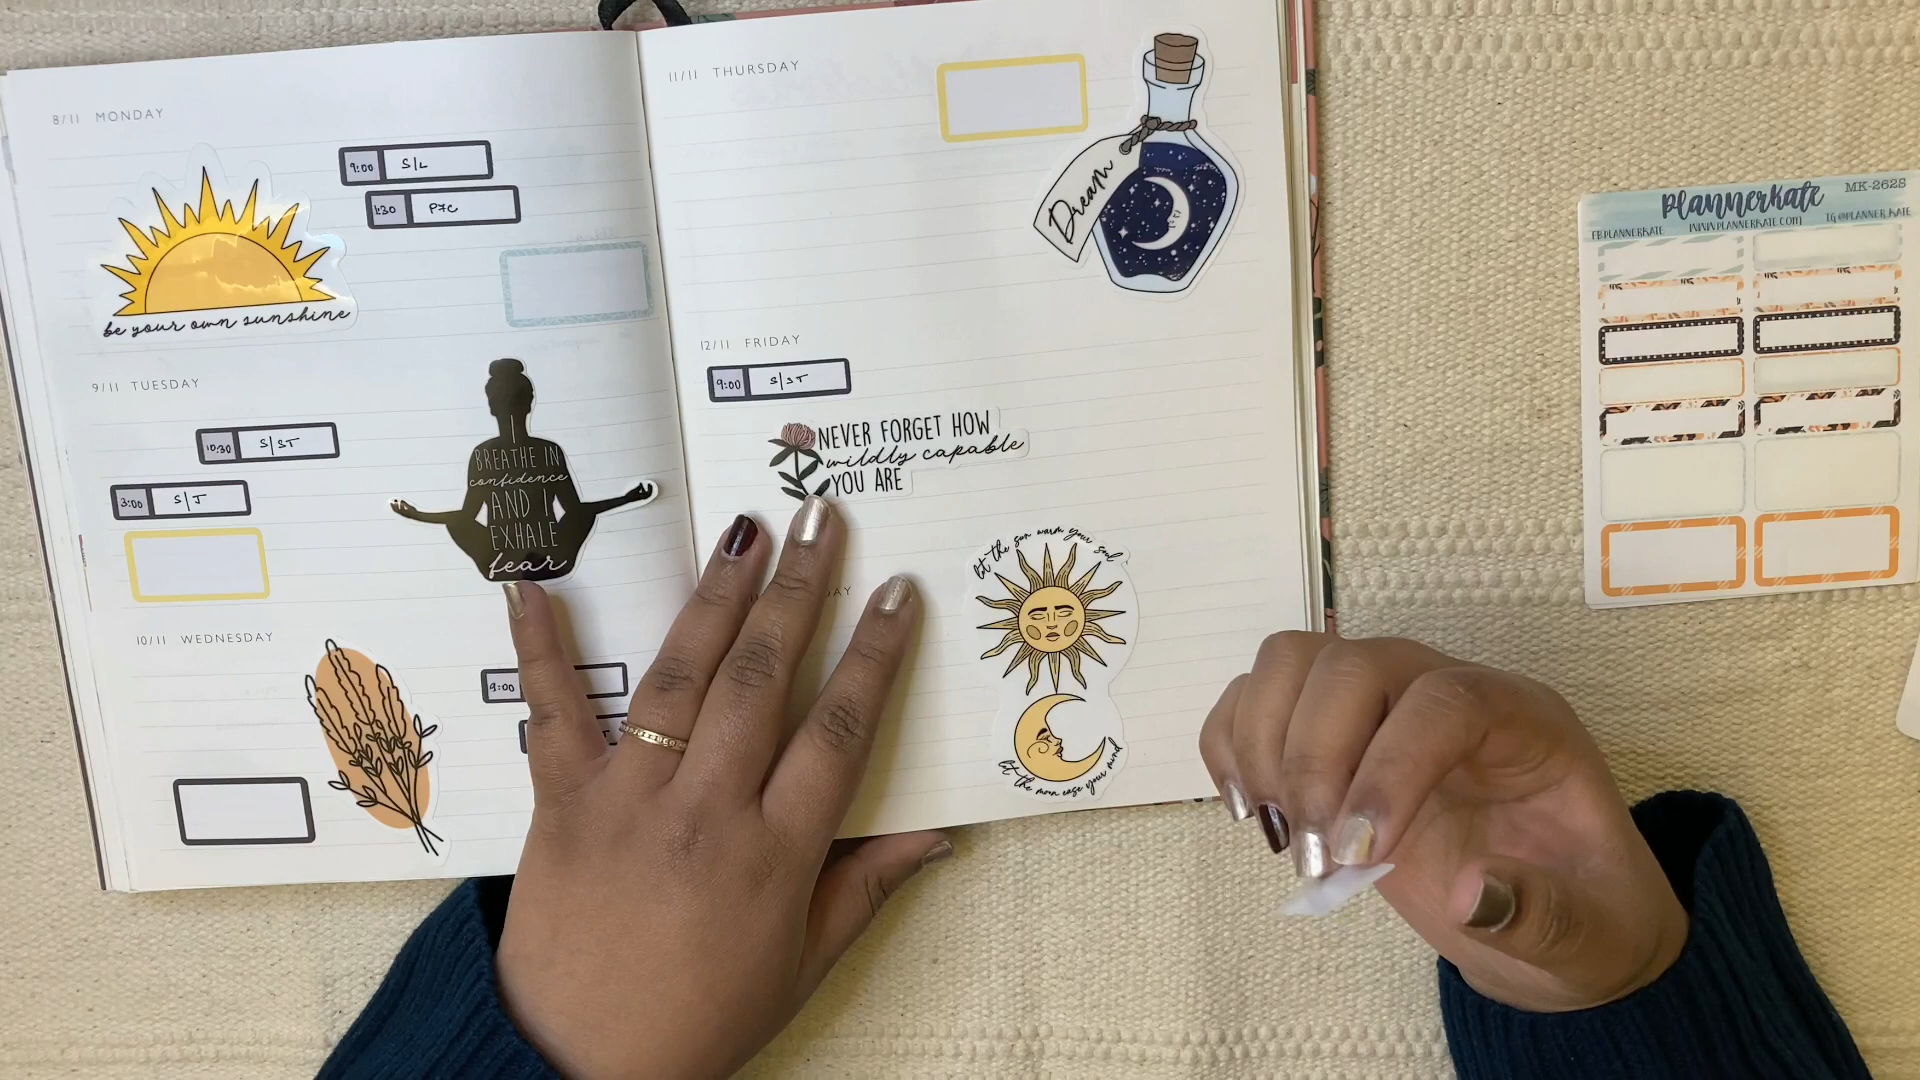 8/11 MONDAY
9:00 S/L
1:30 P7C
be your own sunshine
9/11 TUESDAY
10:30 S/ST
3:00 S/J
I
BREATHE IN
confidence
AND I
EXHALE
fear
10/11 WEDNESDAY
9:00
11/11 THURSDAY
Dream
12/11 FRIDAY
9:00 S/ST
NEVER FORGET HOW
wildly capable
YOU ARE
let the sun warm your soul
let the moon ease your mind
plannerkate MK-262S
FB:PLANNERKATE WWW.PLANNERKATE.COM IG@PLANNER_KATE